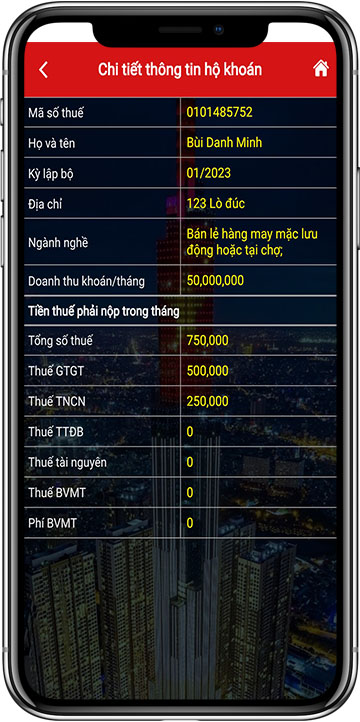 Chi tiết thông tin hộ khoán
Mã số thuế 0101485752
Họ và tên Bùi Danh Minh
Kỳ lập bộ 01/2023
Địa chỉ 123 Lò đúc
Ngành nghề Bán lẻ hàng may mặc lưu
động hoặc tại chợ;
Doanh thu khoán/tháng 50,000,000
Tiền thuế phải nộp trong tháng
Tổng số thuế 750,000
Thuế GTGT 500,000
Thuế TNCN 250,000
Thuế TTĐB 0
Thuế tài nguyên 0
Thuế BVMT 0
Phí BVMT 0